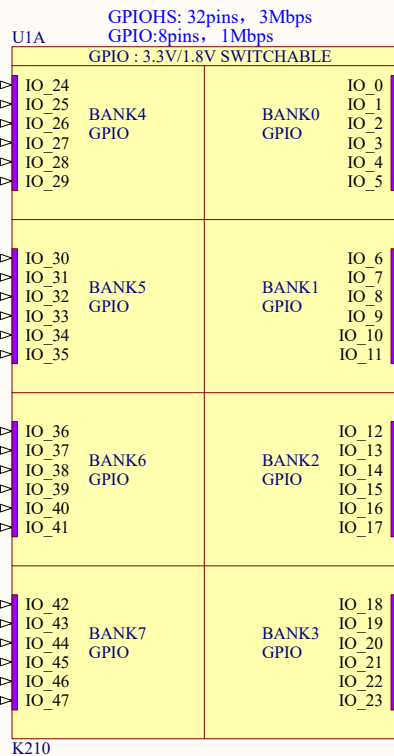 GPIOHS: 32pins，3Mbps
GPIO:8pins，1Mbps
U1A
GPIO : 3.3V/1.8V SWITCHABLE
IO_24
IO_25
IO_26
IO_27
IO_28
IO_29
BANK4
GPIO
BANK0
GPIO
IO_0
IO_1
IO_2
IO_3
IO_4
IO_5
IO_30
IO_31
IO_32
IO_33
IO_34
IO_35
BANK5
GPIO
BANK1
GPIO
IO_6
IO_7
IO_8
IO_9
IO_10
IO_11
IO_36
IO_37
IO_38
IO_39
IO_40
IO_41
BANK6
GPIO
BANK2
GPIO
IO_12
IO_13
IO_14
IO_15
IO_16
IO_17
IO_42
IO_43
IO_44
IO_45
IO_46
IO_47
BANK7
GPIO
BANK3
GPIO
IO_18
IO_19
IO_20
IO_21
IO_22
IO_23
K210